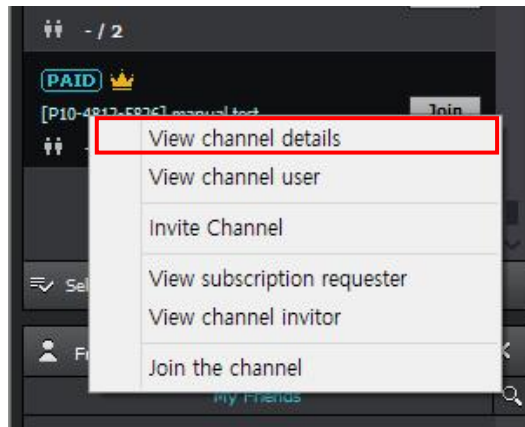 - / 2
PAID
[P10-4812-5826] manual test
Join
View channel details
View channel user
Invite Channel
View subscription requester
View channel invitor
Join the channel
Sel
My Friends